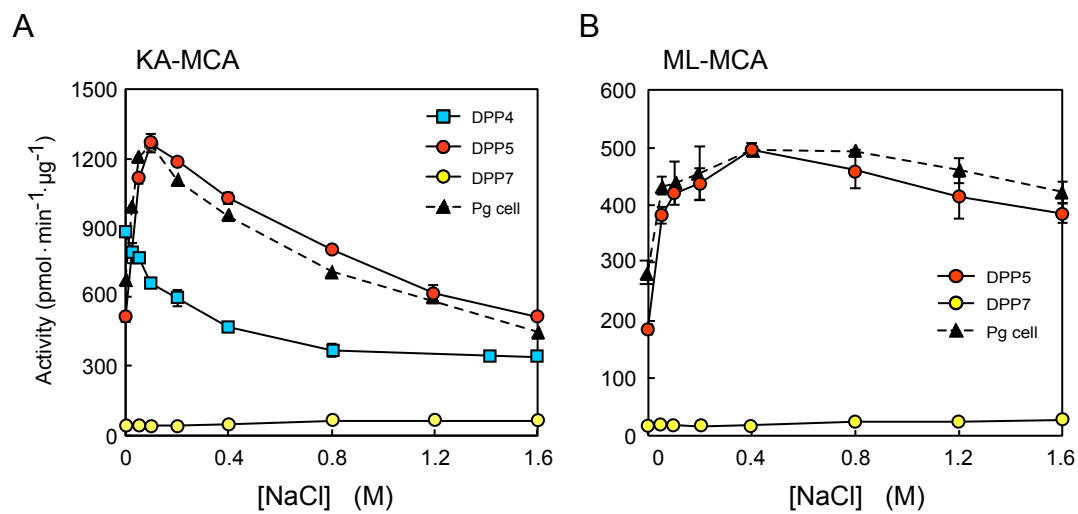 A
KA-MCA
1500
1200
900
600
300
0
0
0.4
0.8
1.2
1.6
Activity (pmol·min⁻¹·µg⁻¹)
[NaCl] (M)
DPP4
DPP5
DPP7
Pg cell
B
ML-MCA
600
500
400
300
200
100
0
0
0.4
0.8
1.2
1.6
[NaCl] (M)
DPP5
DPP7
Pg cell